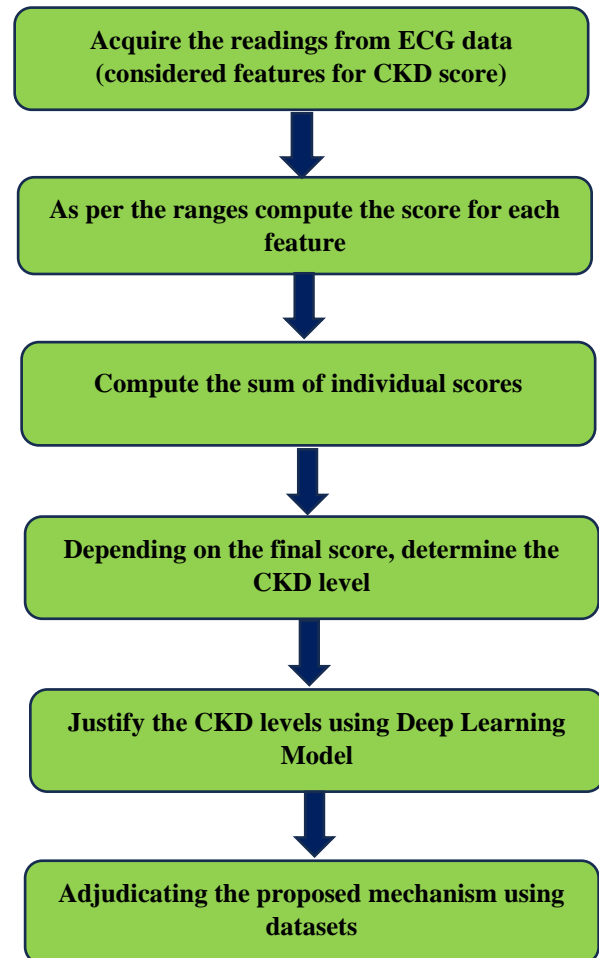 Acquire the readings from ECG data
(considered features for CKD score)
As per the ranges compute the score for each
feature
Compute the sum of individual scores
Depending on the final score, determine the
CKD level
Justify the CKD levels using Deep Learning
Model
Adjudicating the proposed mechanism using
datasets